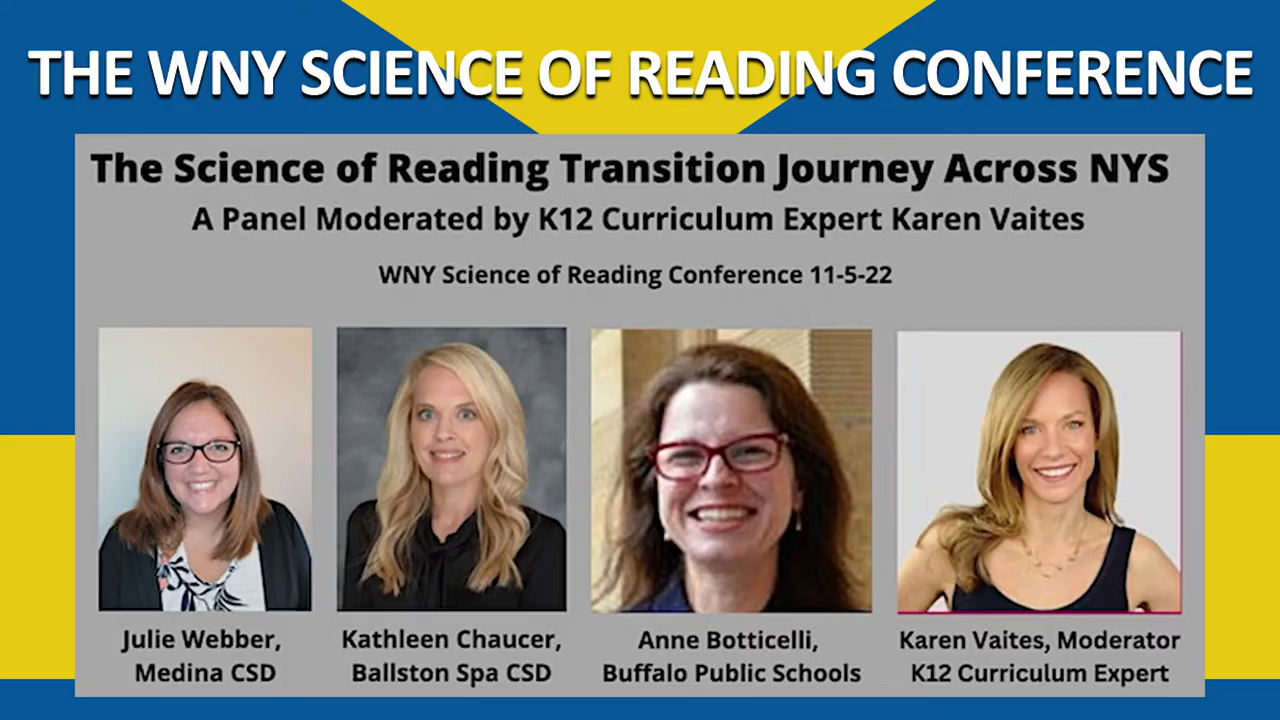 THE WNY SCIENCE OF READING CONFERENCE
The Science of Reading Transition Journey Across NYS
A Panel Moderated by K12 Curriculum Expert Karen Vaites
WNY Science of Reading Conference 11-5-22
Julie Webber,
Medina CSD
Kathleen Chaucer,
Ballston Spa CSD
Anne Botticelli,
Buffalo Public Schools
Karen Vaites, Moderator
K12 Curriculum Expert